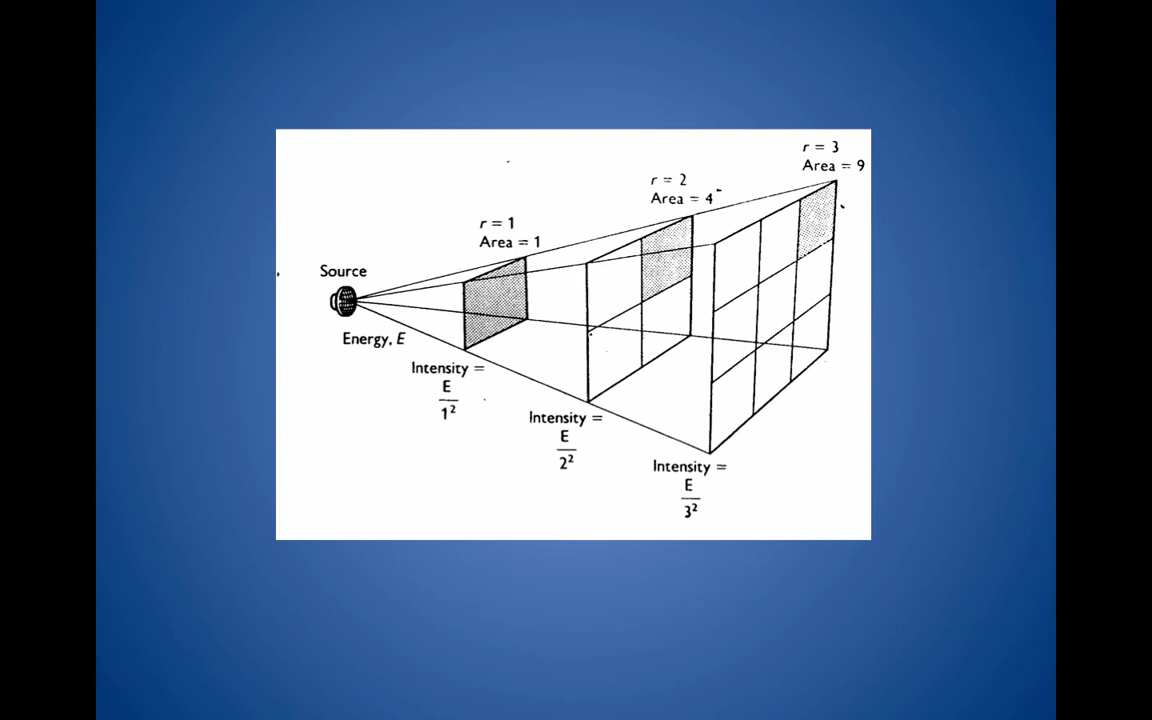 r = 3
Area = 9
r = 2
Area = 4
r = 1
Area = 1
Source
Energy, E
Intensity =
E
1²
Intensity =
E
2²
Intensity =
E
3²